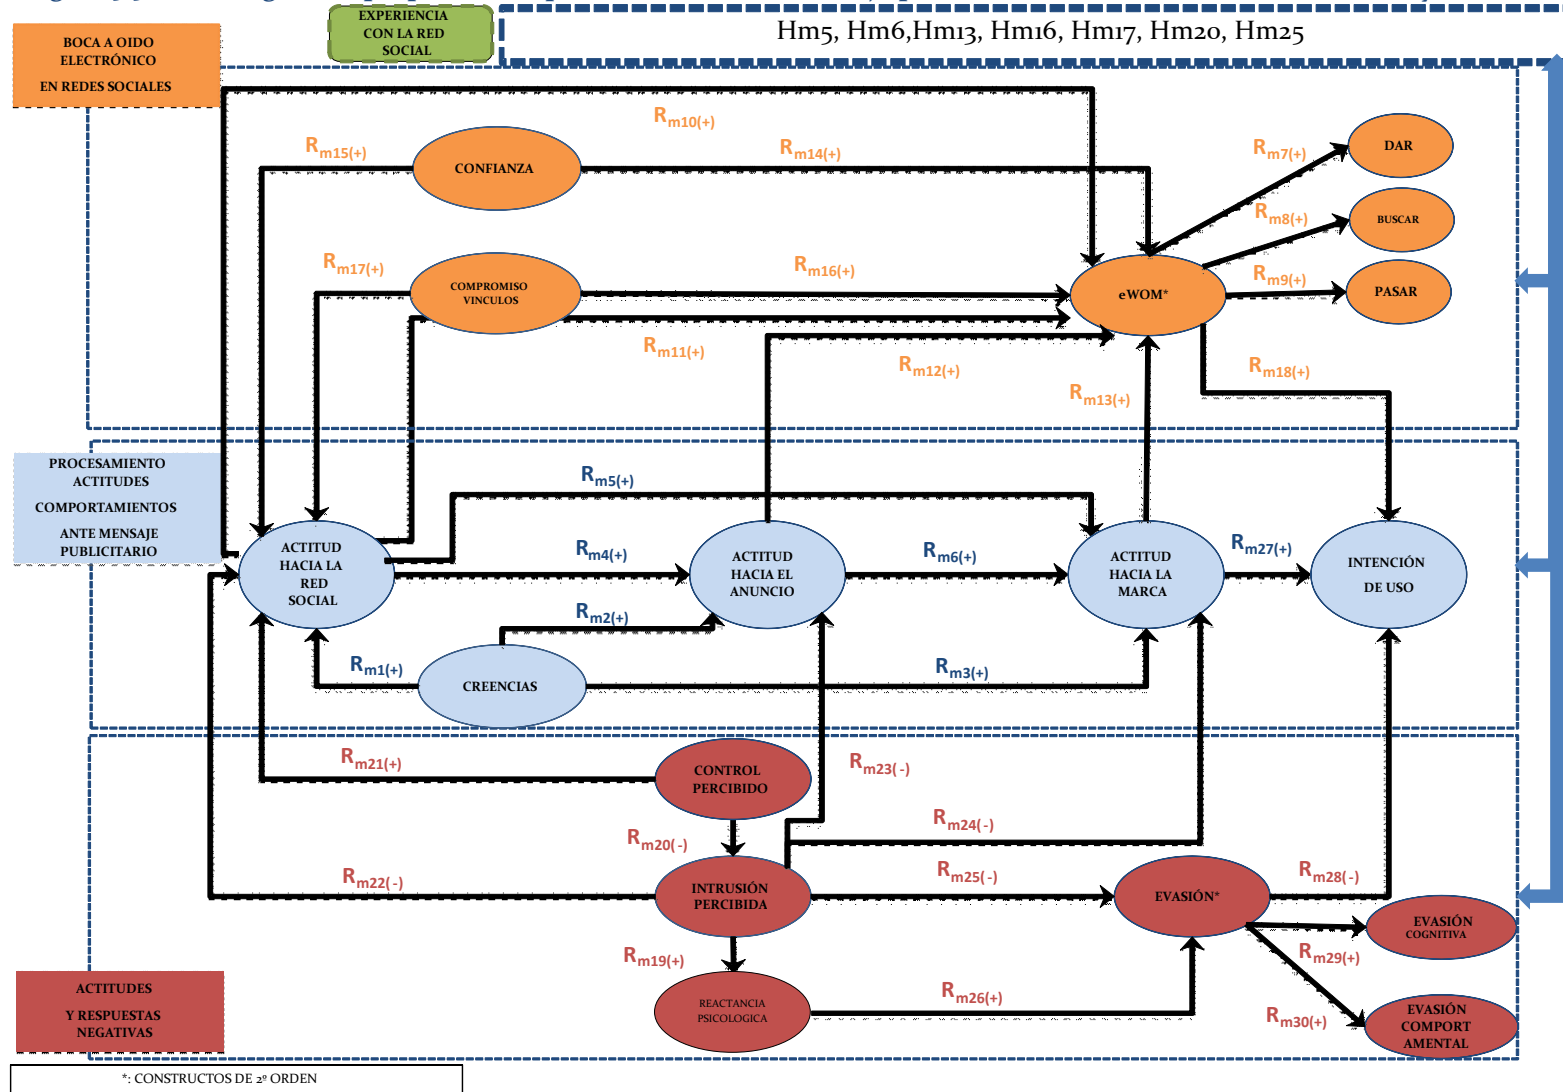 EXPERIENCIA
CON LA RED
SOCIAL
Hm5, Hm6,Hm13, Hm16, Hm17, Hm20, Hm25
BOCA A OIDO
ELECTRÓNICO
EN REDES SOCIALES
Rm10(+)
Rm15(+)
Rm14(+)
CONFIANZA
Rm7(+)
DAR
Rm8(+)
BUSCAR
Rm17(+)
COMPROMISO
VINCULOS
Rm16(+)
eWOM*
Rm9(+)
PASAR
Rm11(+)
Rm12(+)
Rm13(+)
Rm18(+)
PROCESAMIENTO
ACTITUDES
COMPORTAMIENTOS
ANTE MENSAJE
PUBLICITARIO
Rm5(+)
ACTITUD
HACIA LA
RED
SOCIAL
Rm4(+)
ACTITUD
HACIA EL
ANUNCIO
Rm6(+)
ACTITUD
HACIA LA
MARCA
Rm27(+)
INTENCIÓN
DE USO
Rm2(+)
Rm1(+)
CREENCIAS
Rm3(+)
Rm21(+)
CONTROL
PERCIBIDO
Rm23(-)
Rm20(-)
Rm24(-)
Rm22(-)
INTRUSIÓN
PERCIBIDA
Rm25(-)
EVASIÓN*
Rm28(-)
EVASIÓN
COGNITIVA
Rm29(+)
Rm19(+)
REACTANCIA
PSICOLOGICA
Rm26(+)
Rm30(+)
EVASIÓN
COMPORT
AMENTAL
ACTITUDES
Y RESPUESTAS
NEGATIVAS
*: CONSTRUCTOS DE 2º ORDEN